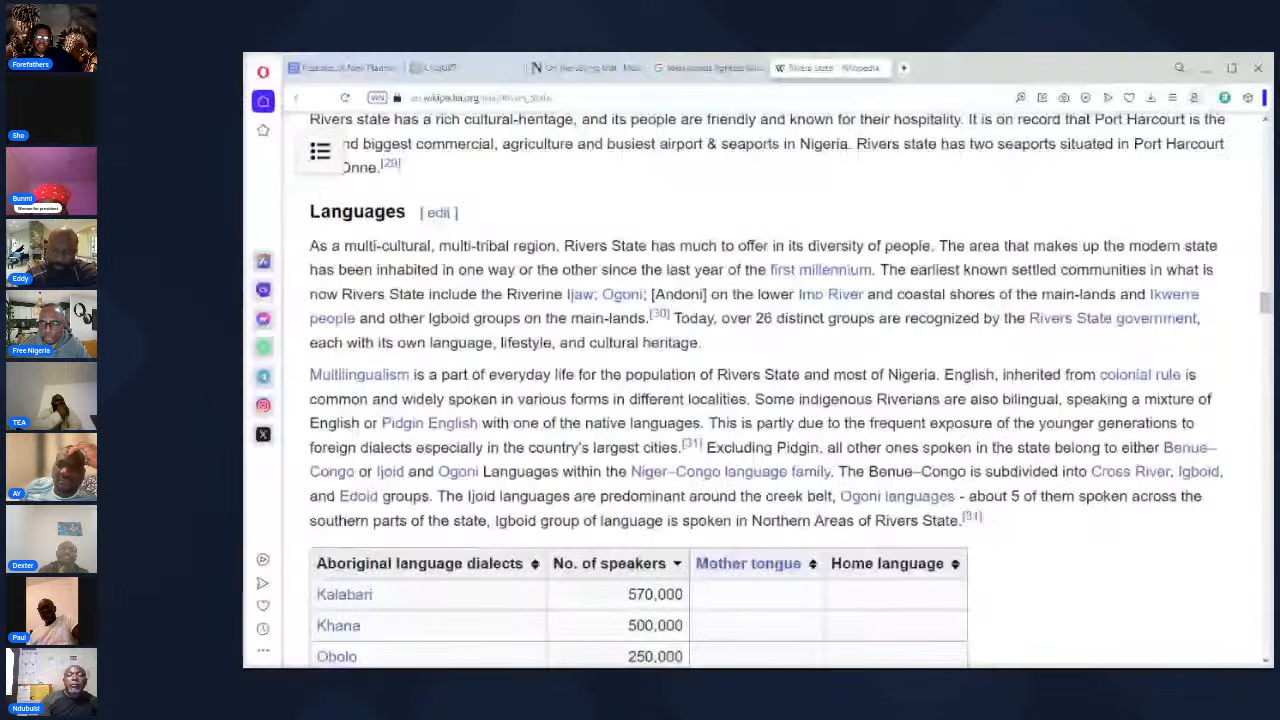 Forefathers
Sho
Bunmi
Women for president
Eddy
Free Nigeria
TEA
AY
Dexter
Paul
Ndubuisi
ChatGPT
Rivers State - Wikipedia
VPN
en.wikipedia.org/wiki/Rivers_State
Rivers state has a rich cultural-heritage, and its people are friendly and known for their hospitality. It is on record that Port Harcourt is the
nd biggest commercial, agriculture and busiest airport & seaports in Nigeria. Rivers state has two seaports situated in Port Harcourt
Onne.[29]
Languages [ edit ]
As a multi-cultural, multi-tribal region. Rivers State has much to offer in its diversity of people. The area that makes up the modern state
has been inhabited in one way or the other since the last year of the first millennium. The earliest known settled communities in what is
now Rivers State include the Riverine Ijaw; Ogoni; [Andoni] on the lower Imo River and coastal shores of the main-lands and Ikwerre
people and other Igboid groups on the main-lands.[30] Today, over 26 distinct groups are recognized by the Rivers State government,
each with its own language, lifestyle, and cultural heritage.
Multilingualism is a part of everyday life for the population of Rivers State and most of Nigeria. English, inherited from colonial rule is
common and widely spoken in various forms in different localities. Some indigenous Riverians are also bilingual, speaking a mixture of
English or Pidgin English with one of the native languages. This is partly due to the frequent exposure of the younger generations to
foreign dialects especially in the country's largest cities.[31] Excluding Pidgin, all other ones spoken in the state belong to either Benue–
Congo or Ijoid and Ogoni Languages within the Niger–Congo language family. The Benue–Congo is subdivided into Cross River, Igboid,
and Edoid groups. The Ijoid languages are predominant around the creek belt, Ogoni languages - about 5 of them spoken across the
southern parts of the state, Igboid group of language is spoken in Northern Areas of Rivers State.[31]
Aboriginal language dialects No. of speakers Mother tongue Home language
Kalabari 570,000
Khana 500,000
Obolo 250,000